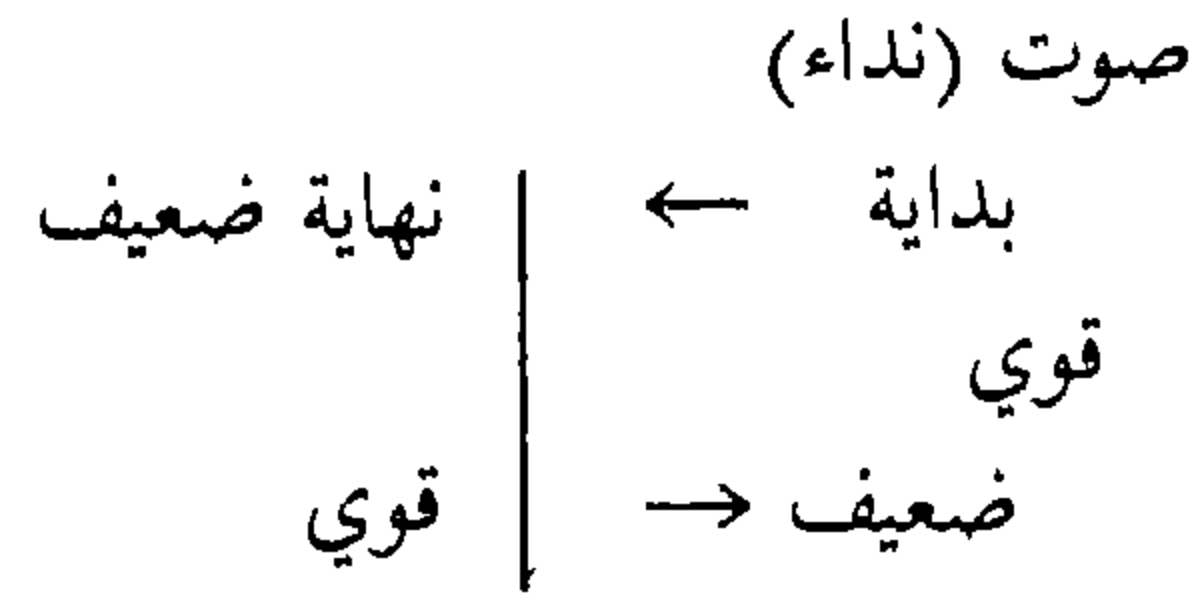 صوت (نداء)
بداية ← نهاية ضعيف
قوي
ضعيف → قوي